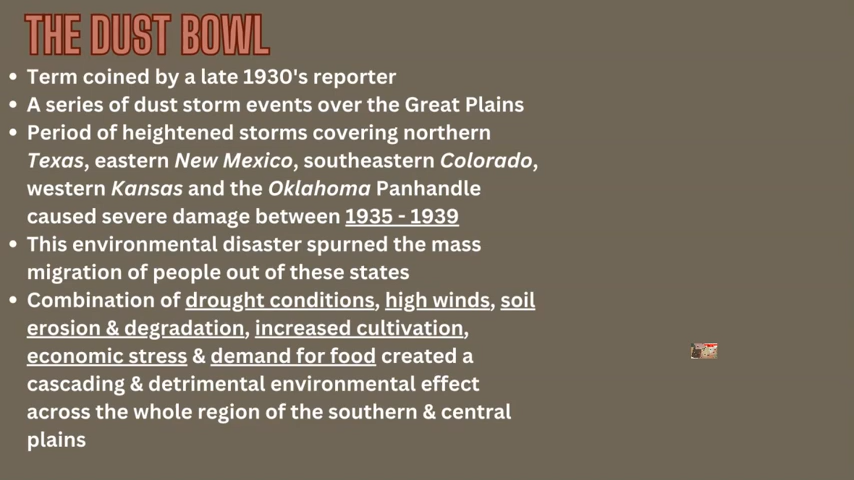 THE DUST BOWL
• Term coined by a late 1930's reporter
• A series of dust storm events over the Great Plains
• Period of heightened storms covering northern
Texas, eastern New Mexico, southeastern Colorado,
western Kansas and the Oklahoma Panhandle
caused severe damage between 1935 - 1939
• This environmental disaster spurned the mass
migration of people out of these states
• Combination of drought conditions, high winds, soil
erosion & degradation, increased cultivation,
economic stress & demand for food created a
cascading & detrimental environmental effect
across the whole region of the southern & central
plains